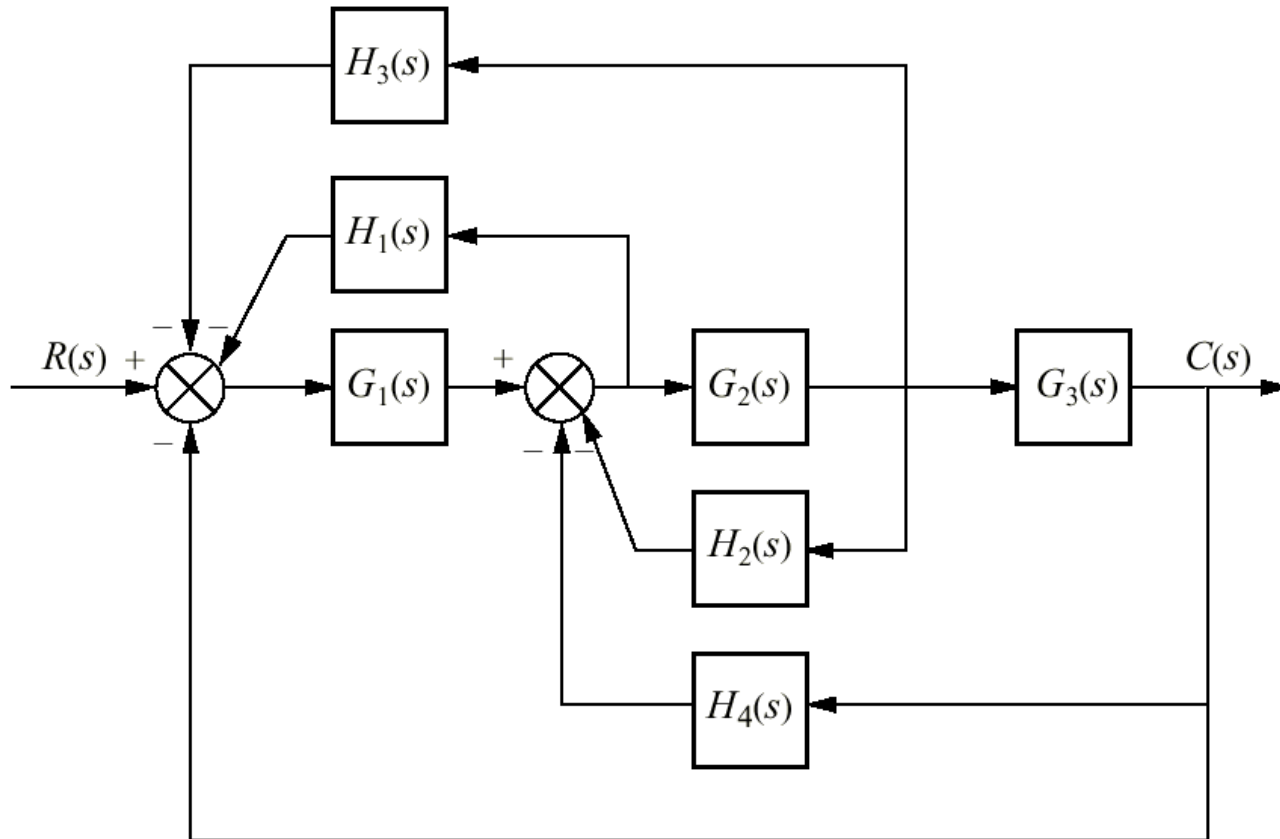 H₃(s)
H₁(s)
− −
R(s) + G₁(s) + G₂(s) G₃(s) C(s)
− − −
H₂(s)
H₄(s)